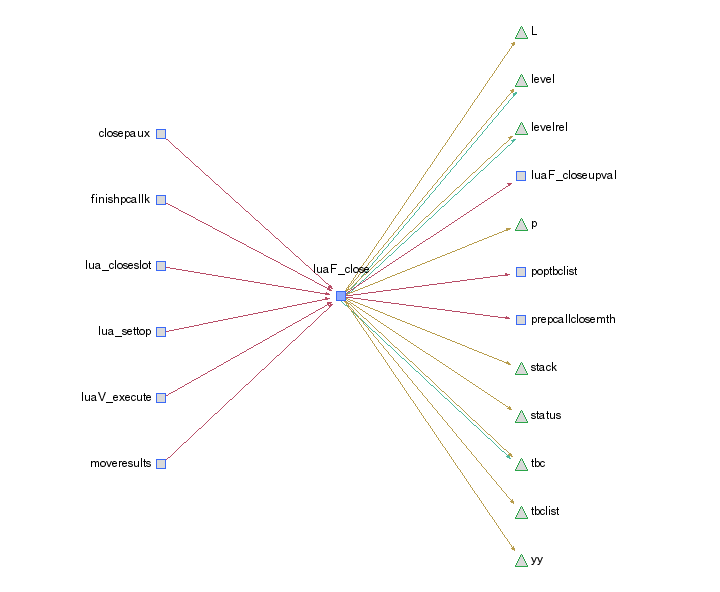 closepaux
finishpcallk
lua_closeslot
lua_settop
luaV_execute
moveresults
luaF_close
L
level
levelrel
luaF_closeupval
p
poptbclist
prepcallclosemth
stack
status
tbc
tbclist
yy